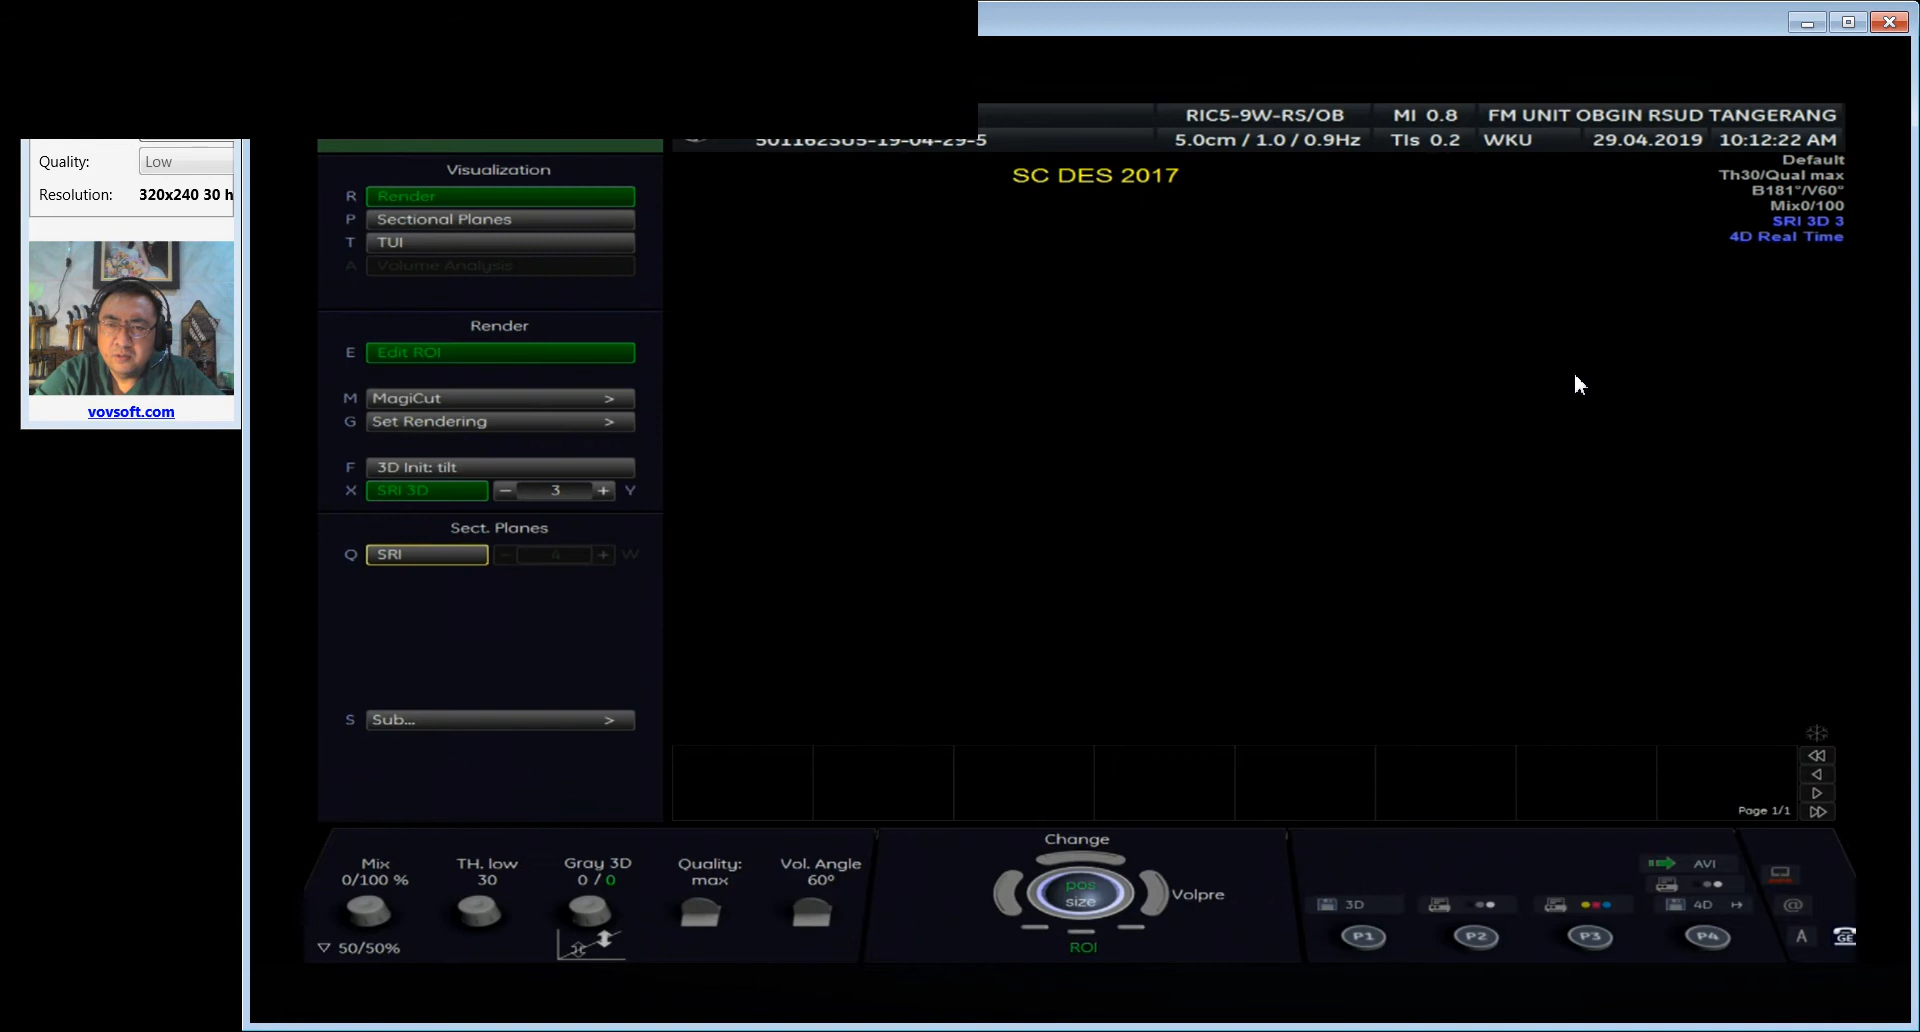 RIC5-9W-RS/OB MI 0.8 FM UNIT OBGIN RSUD TANGERANG
5.0cm / 1.0 / 0.9Hz TIs 0.2 WKU 29.04.2019 10:12:22 AM
SC DES 2017
Default
Th30/Qual max
B181°/V60°
Mix0/100
SRI 3D 3
4D Real Time
Quality: Low
Resolution: 320x240 30 h
vovsoft.com
Visualization
R Render
P Sectional Planes
T TUI
A Volume Analysis
Render
E Edit ROI
M MagiCut >
G Set Rendering >
F 3D Init: tilt
X SRI 3D − 3 + Y
Sect. Planes
Q SRI − 4 + W
S Sub... >
Page 1/1
Mix
0/100 %
50/50%
TH. low
30
Gray 3D
0 / 0
Quality:
max
Vol. Angle
60°
Change
pos
size
Volpre
ROI
AVI
3D
4D
P1
P2
P3
P4
@
A
GE